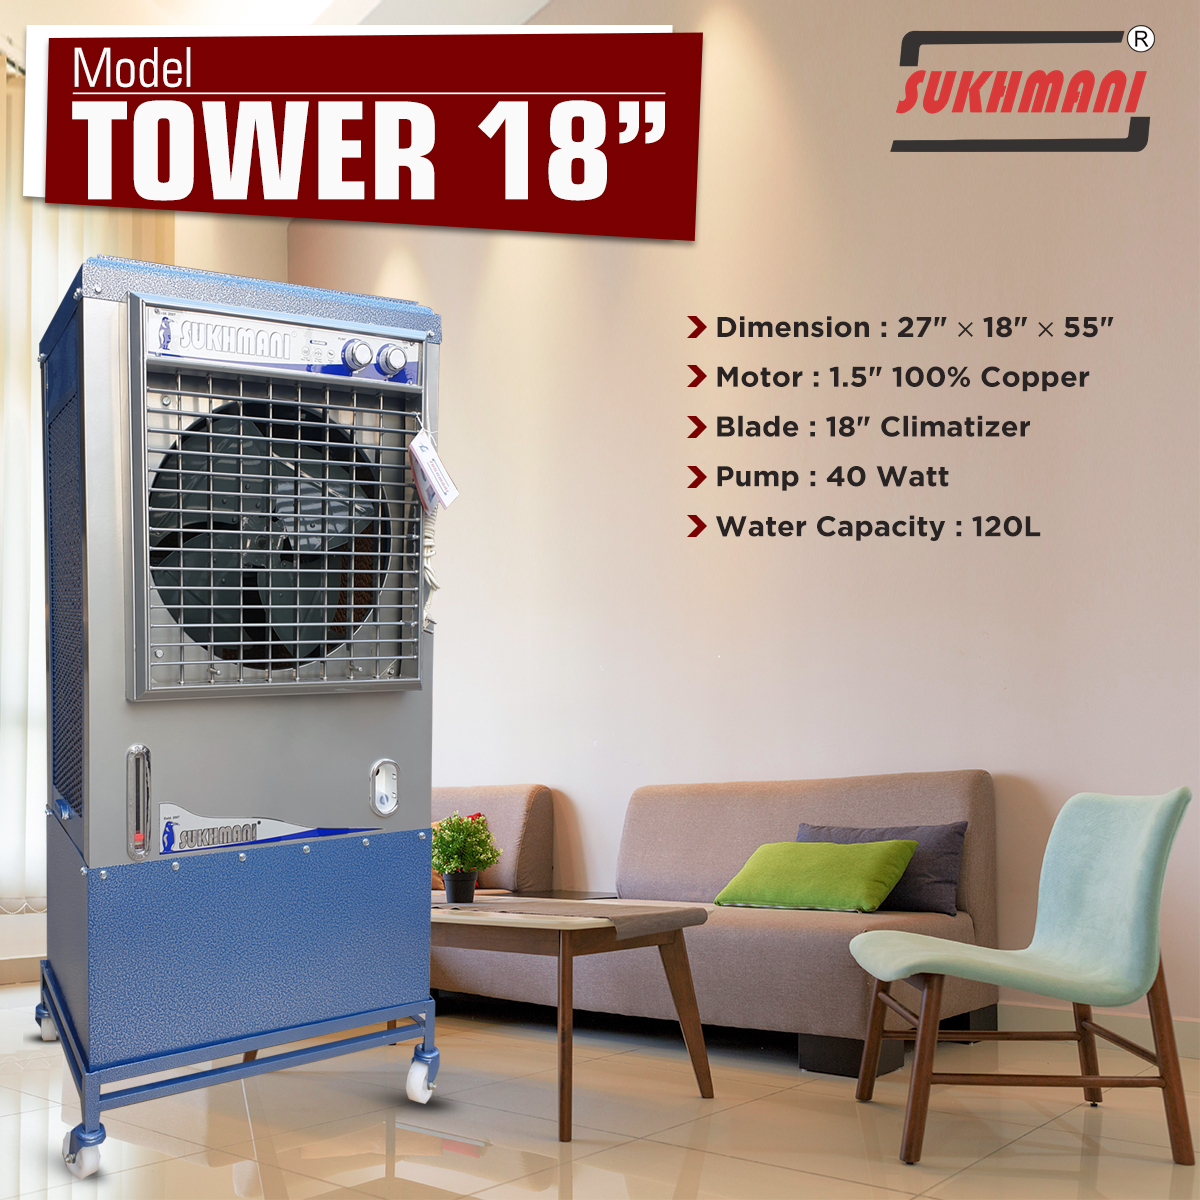 Model
TOWER 18”
SUKHMANI ®
Dimension : 27" × 18" × 55"
Motor : 1.5" 100% Copper
Blade : 18" Climatizer
Pump : 40 Watt
Water Capacity : 120L
SUKHMANI
SUKHMANI